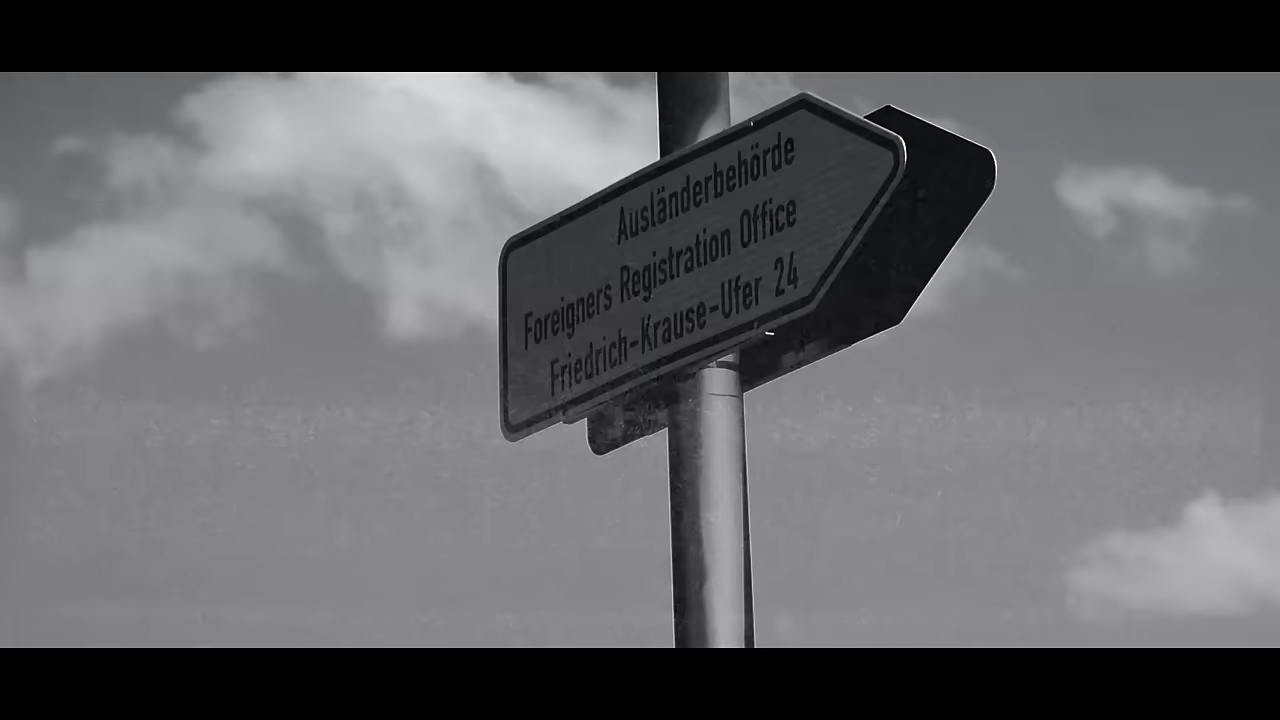 Ausländerbehörde
Foreigners Registration Office
Friedrich-Krause-Ufer 24